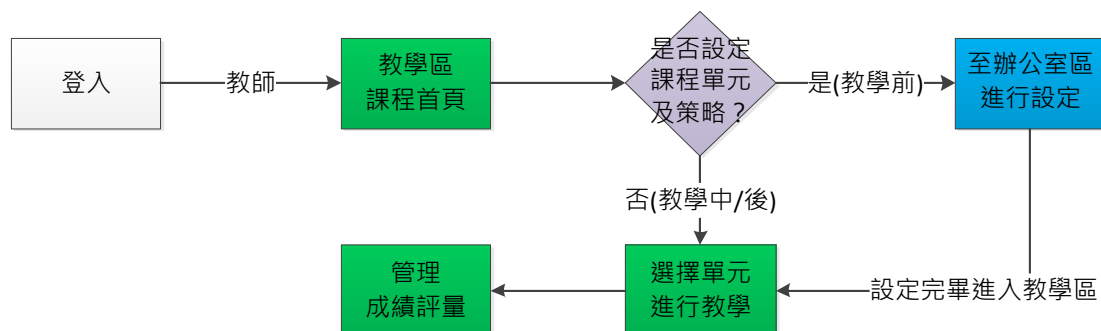 登入
教師
教學區
課程首頁
是否設定
課程單元
及策略？
是(教學前)
至辦公室區
進行設定
否(教學中/後)
管理
成績評量
選擇單元
進行教學
設定完畢進入教學區